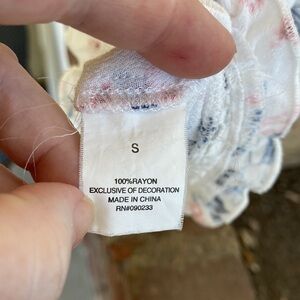 S
100%RAYON
EXCLUSIVE OF DECORATION
MADE IN CHINA
RN#090233